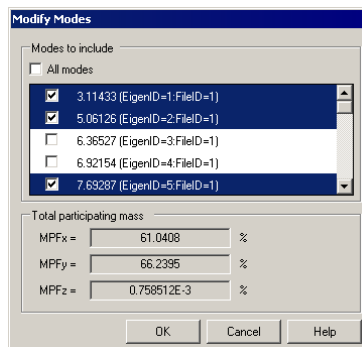 Modify Modes
Modes to include
All modes
3.11433 (EigenID=1:FileID=1)
5.06126 (EigenID=2:FileID=1)
6.36527 (EigenID=3:FileID=1)
6.92154 (EigenID=4:FileID=1)
7.69287 (EigenID=5:FileID=1)
Total participating mass
MPFx = 61.0408 %
MPFy = 66.2395 %
MPFz = 0.758512E-3 %
OK Cancel Help